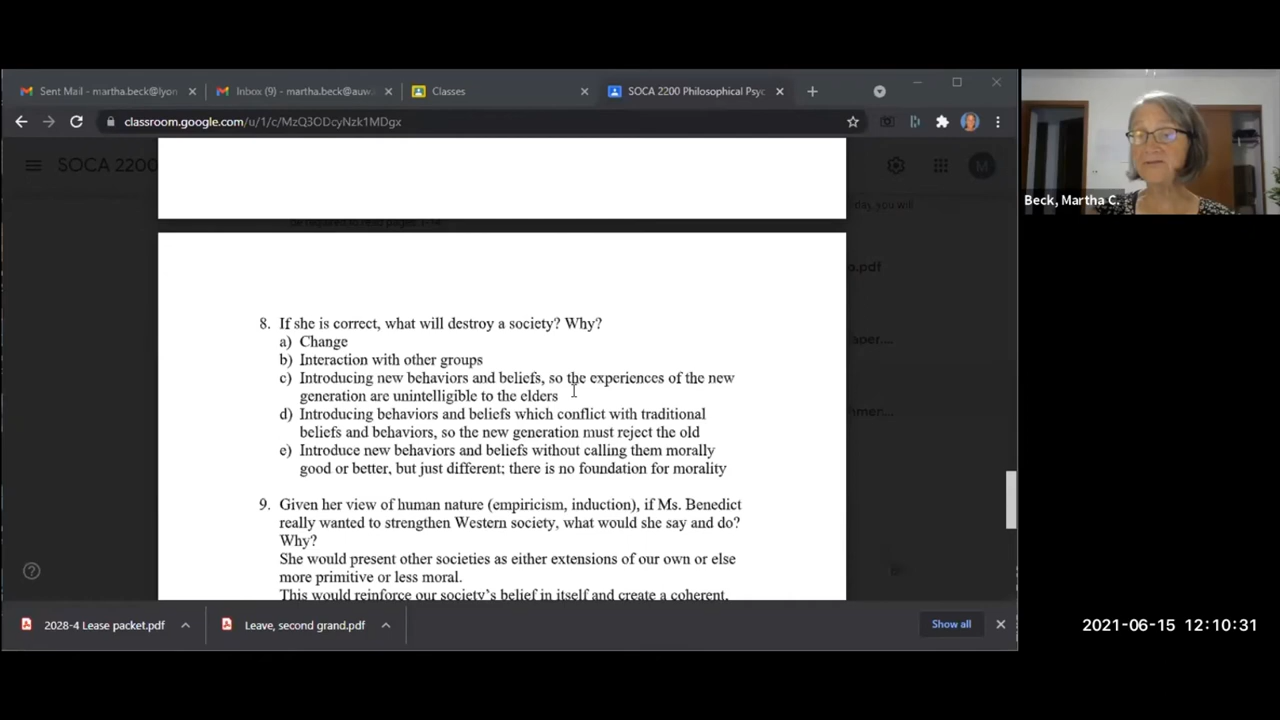 Sent Mail - martha.beck@lyon
Inbox (9) - martha.beck@auw
Classes
SOCA 2200 Philosophical Psyc
classroom.google.com/u/1/c/MzQ3ODcyNzk1MDgx
SOCA 2200
M
rday, you will
Beck, Martha C.
o.pdf
8. If she is correct, what will destroy a society? Why?
a) Change
aper....
b) Interaction with other groups
c) Introducing new behaviors and beliefs, so the experiences of the new
generation are unintelligible to the elders
d) Introducing behaviors and beliefs which conflict with traditional
mmer...
beliefs and behaviors, so the new generation must reject the old
e) Introduce new behaviors and beliefs without calling them morally
good or better, but just different; there is no foundation for morality
9. Given her view of human nature (empiricism, induction), if Ms. Benedict
really wanted to strengthen Western society, what would she say and do?
Why?
She would present other societies as either extensions of our own or else
more primitive or less moral.
This would reinforce our society's belief in itself and create a coherent,
2028-4 Lease packet.pdf
Leave, second grand.pdf
Show all
2021-06-15 12:10:31